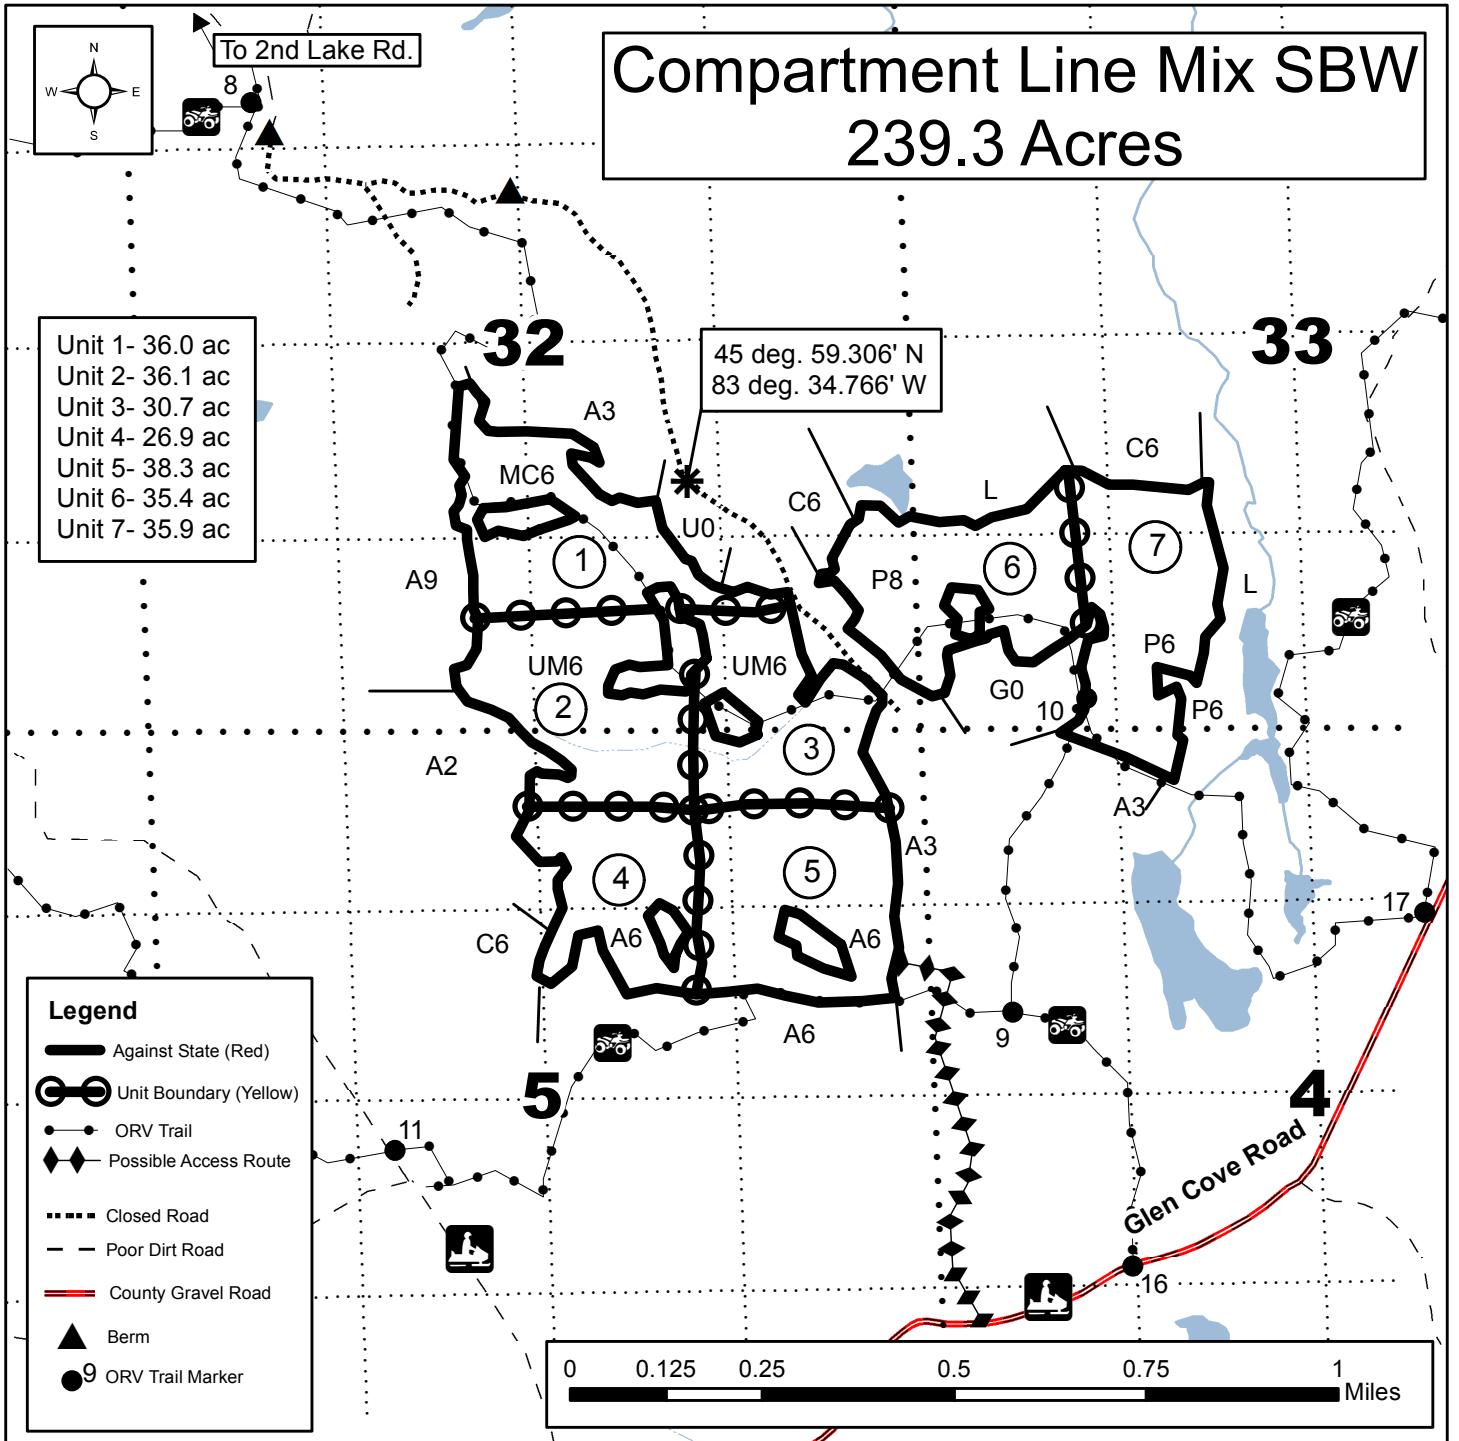 Compartment Line Mix SBW
239.3 Acres
N
W E
S
To 2nd Lake Rd.
8
32
33
Unit 1- 36.0 ac
Unit 2- 36.1 ac
Unit 3- 30.7 ac
Unit 4- 26.9 ac
Unit 5- 38.3 ac
Unit 6- 35.4 ac
Unit 7- 35.9 ac
45 deg. 59.306' N
83 deg. 34.766' W
A3
C6
MC6
L
C6
U0
1
6
7
A9
P8
L
UM6
UM6
P6
2
G0
10
P6
3
A2
A3
A3
4
5
17
C6
A6
A6
A6
9
5
4
11
Glen Cove Road
16
Legend
Against State (Red)
Unit Boundary (Yellow)
ORV Trail
Possible Access Route
Closed Road
Poor Dirt Road
County Gravel Road
Berm
9 ORV Trail Marker
0 0.125 0.25 0.5 0.75 1
Miles